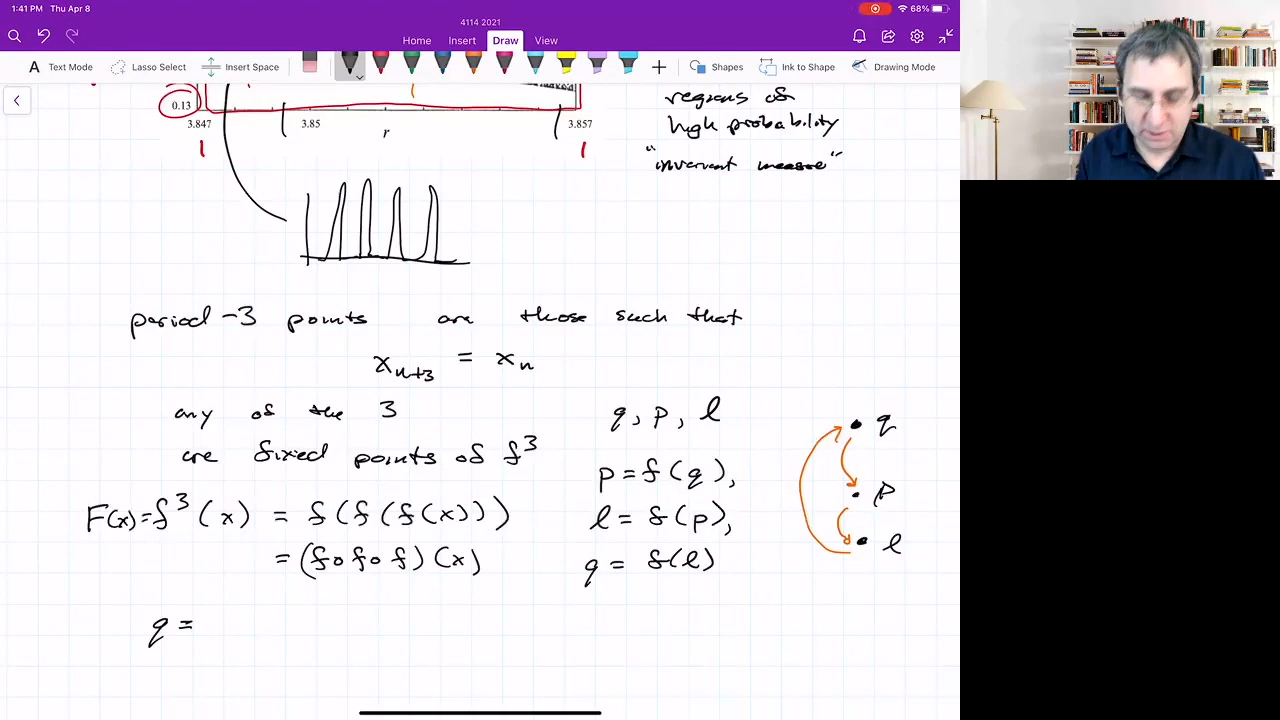 1:41 PM Thu Apr 8
68%
4114 2021
Home Insert Draw View
Text Mode Lasso Select Insert Space Shapes Ink to Shape Drawing Mode
0.13
3.847 3.85 r 3.857
1 1
regions of
high probability
"invariant measure"
period-3 points are those such that
x_{n+3} = x_n
any of the 3
are fixed points of f^3
F(x)=f^3(x) = f(f(f(x)))
=(f∘f∘f)(x)
q =
q, p, l
p=f(q),
l=f(p),
q=f(l)
q
p
l